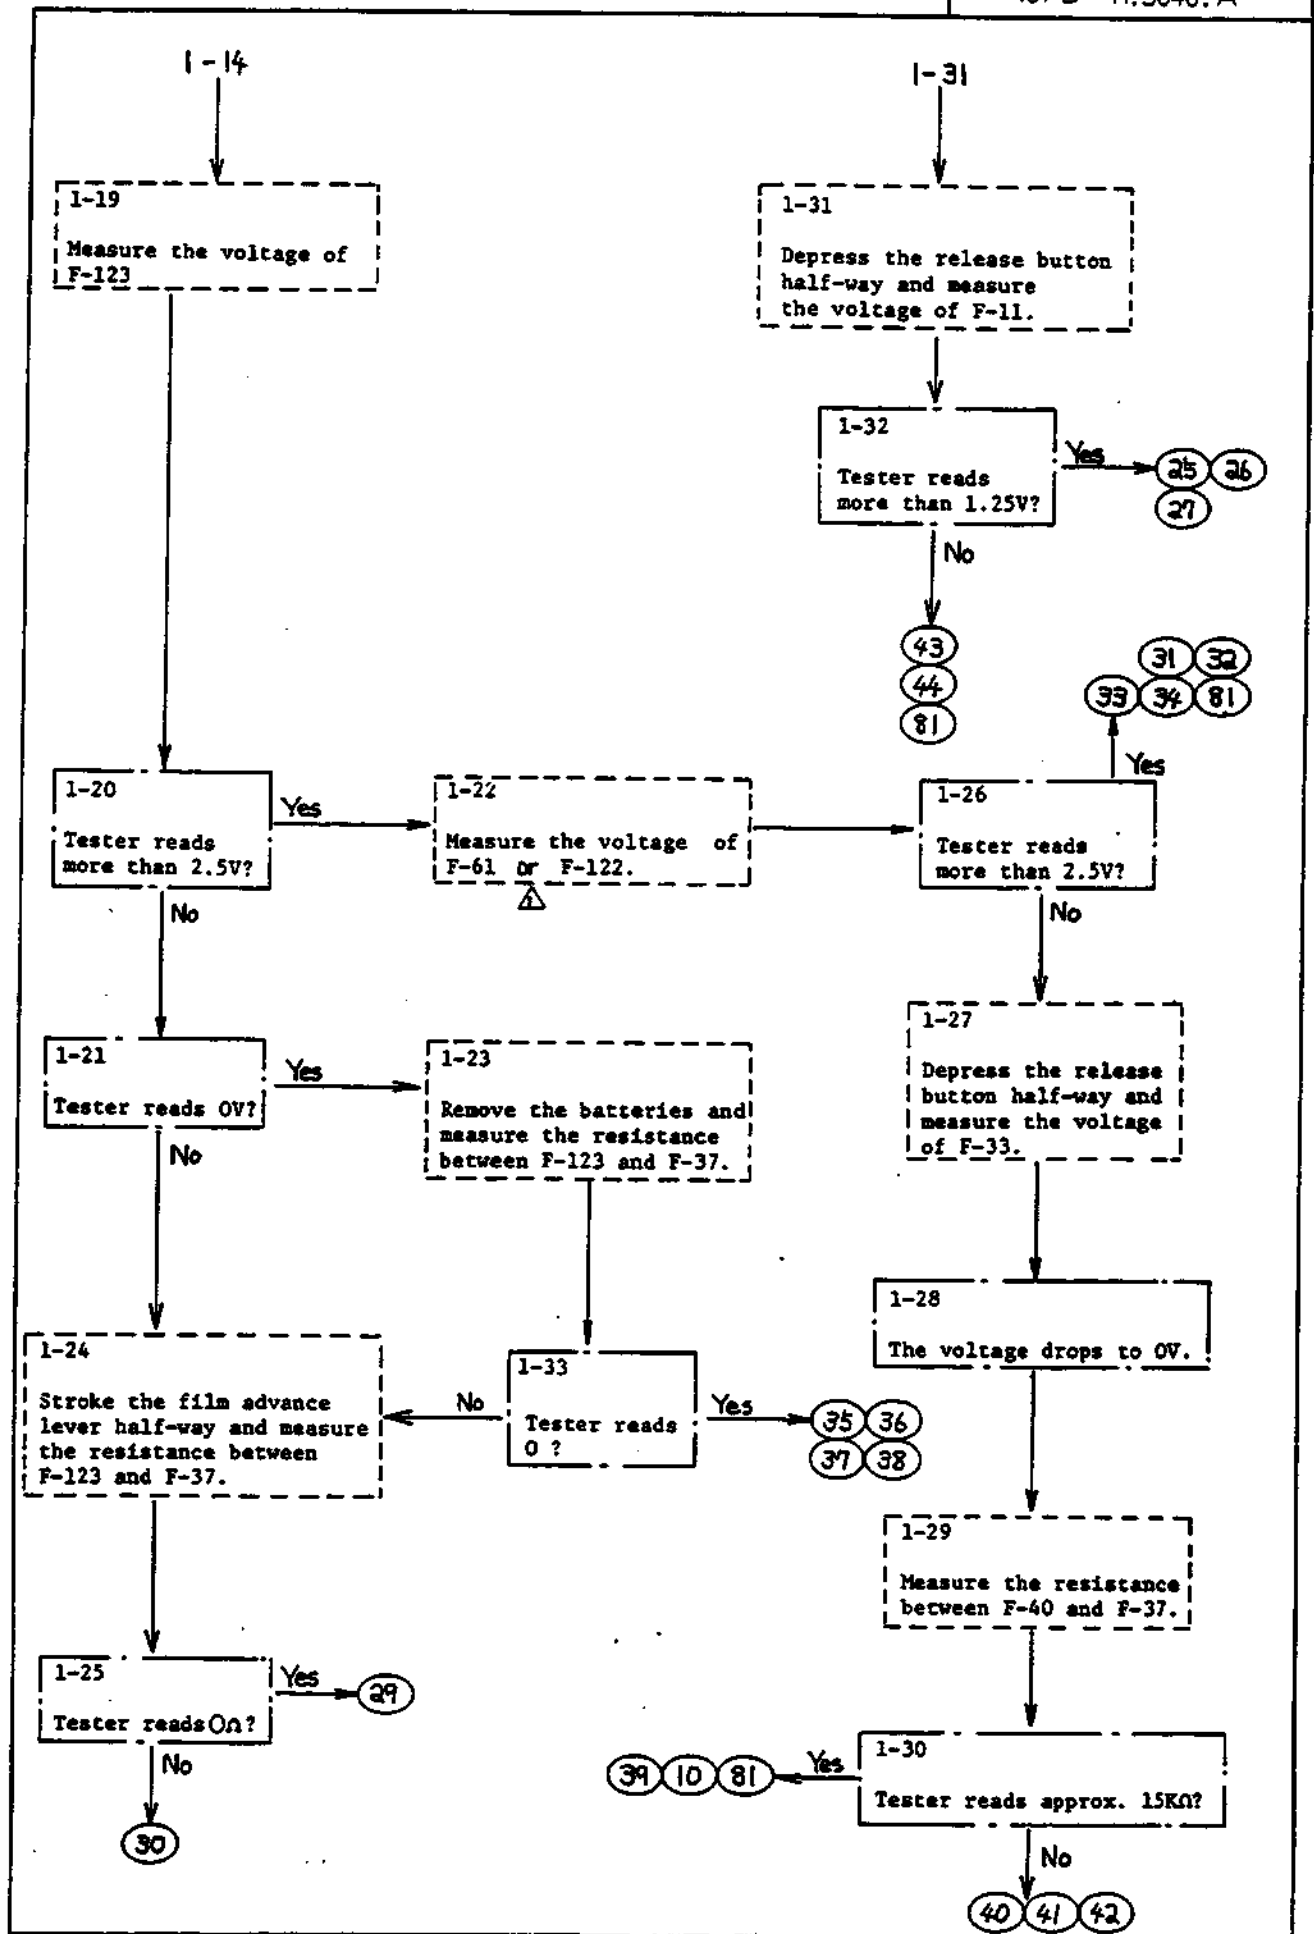 1-14
1-31
1-19
Measure the voltage of
F-123
1-31
Depress the release button
half-way and measure
the voltage of F-11.
1-32
Tester reads
more than 1.25V?
Yes
25 26
27
No
43
44
81
31 32
33 34 81
Yes
1-20
Tester reads
more than 2.5V?
Yes
1-22
Measure the voltage of
F-61 or F-122.
1-26
Tester reads
more than 2.5V?
No
No
1-21
Tester reads 0V?
Yes
1-23
Remove the batteries and
measure the resistance
between F-123 and F-37.
1-27
Depress the release
button half-way and
measure the voltage
of F-33.
No
1-28
The voltage drops to 0V.
1-24
Stroke the film advance
lever half-way and measure
the resistance between
F-123 and F-37.
No
1-33
Tester reads
0 ?
Yes
35 36
37 38
1-29
Measure the resistance
between F-40 and F-37.
1-25
Tester reads 0Ω?
Yes
29
No
30
39 10 81
Yes
1-30
Tester reads approx. 15KΩ?
No
40 41 42